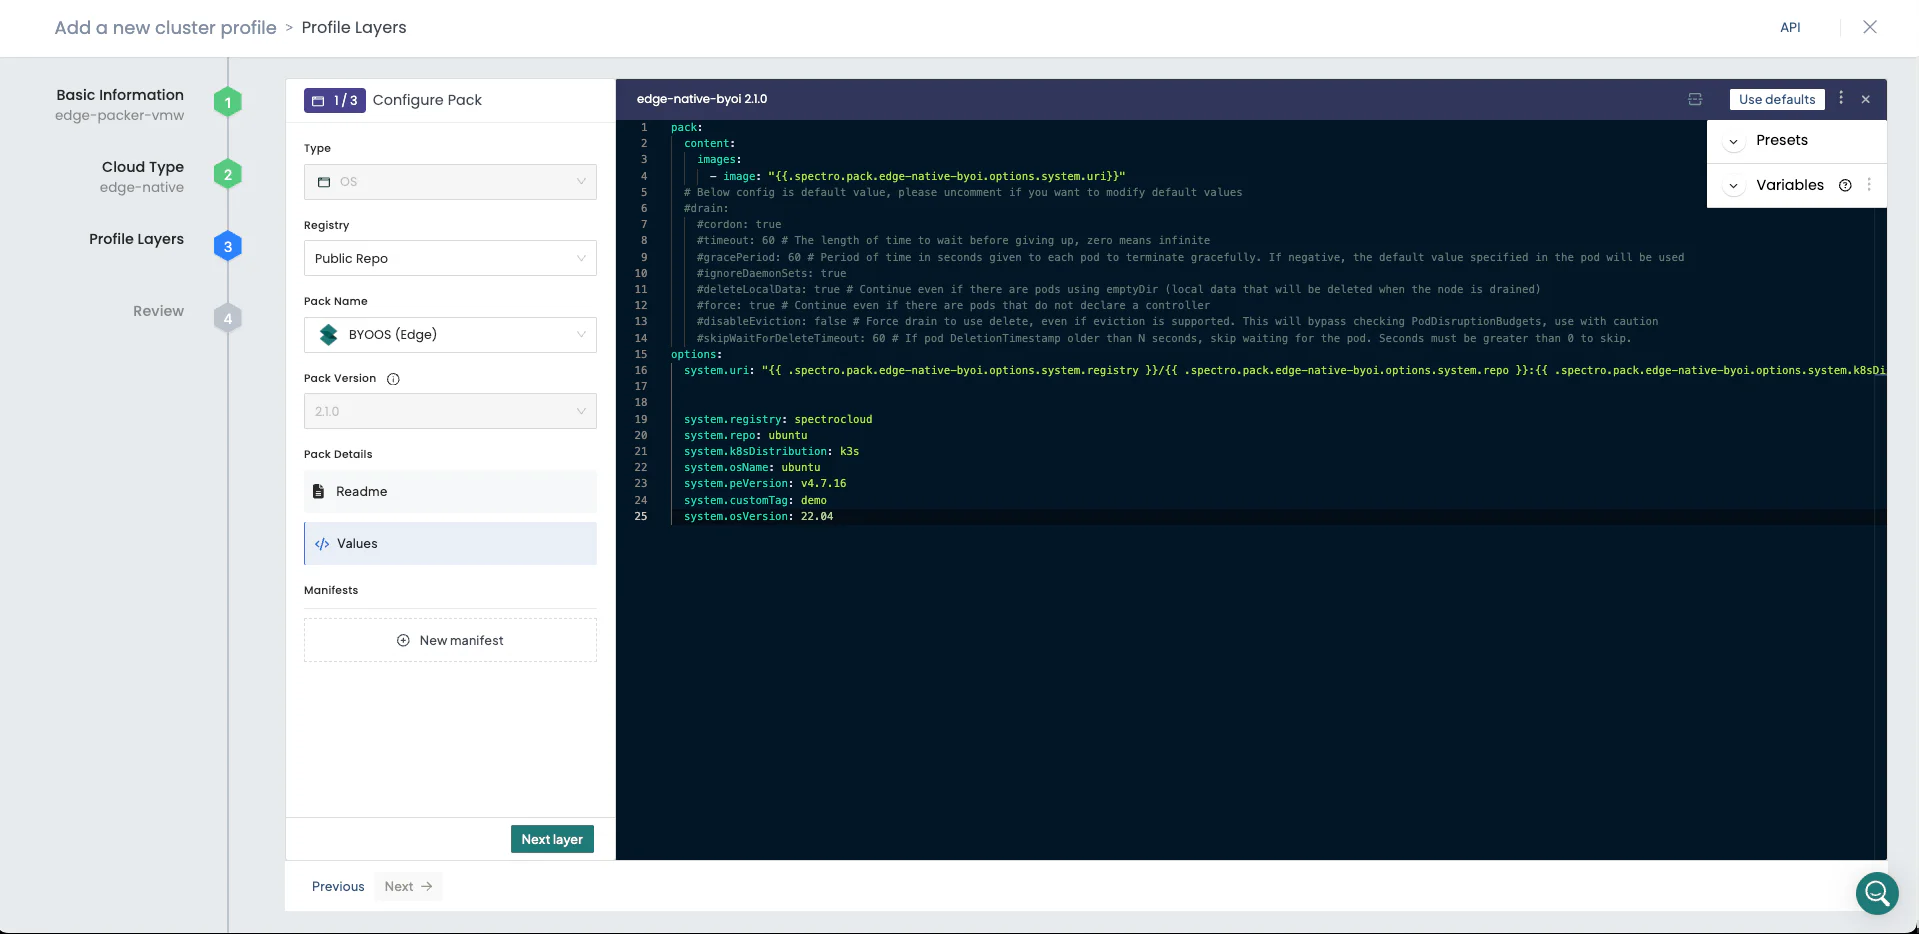 Add a new cluster profile > Profile Layers
API
Basic Information
edge-packer-vmw
1
Cloud Type
edge-native
2
Profile Layers
3
Review
4
1 / 3 Configure Pack
Type
OS
Registry
Public Repo
Pack Name
BYOOS (Edge)
Pack Version
2.1.0
Pack Details
Readme
</> Values
Manifests
New manifest
Next layer
Previous
Next →
edge-native-byoi 2.1.0
Use defaults
Presets
Variables
1 pack:
2 content:
3 images:
4 - image: "{{.spectro.pack.edge-native-byoi.options.system.uri}}"
5 # Below config is default value, please uncomment if you want to modify default values
6 #drain:
7 #cordon: true
8 #timeout: 60 # The length of time to wait before giving up, zero means infinite
9 #gracePeriod: 60 # Period of time in seconds given to each pod to terminate gracefully. If negative, the default value specified in the pod will be used
10 #ignoreDaemonSets: true
11 #deleteLocalData: true # Continue even if there are pods using emptyDir (local data that will be deleted when the node is drained)
12 #force: true # Continue even if there are pods that do not declare a controller
13 #disableEviction: false # Force drain to use delete, even if eviction is supported. This will bypass checking PodDisruptionBudgets, use with caution
14 #skipWaitForDeleteTimeout: 60 # If pod DeletionTimestamp older than N seconds, skip waiting for the pod. Seconds must be greater than 0 to skip.
15 options:
16 system.uri: "{{ .spectro.pack.edge-native-byoi.options.system.registry }}/{{ .spectro.pack.edge-native-byoi.options.system.repo }}:{{ .spectro.pack.edge-native-byoi.options.system.k8sDi
17
18
19 system.registry: spectrocloud
20 system.repo: ubuntu
21 system.k8sDistribution: k3s
22 system.osName: ubuntu
23 system.peVersion: v4.7.16
24 system.customTag: demo
25 system.osVersion: 22.04